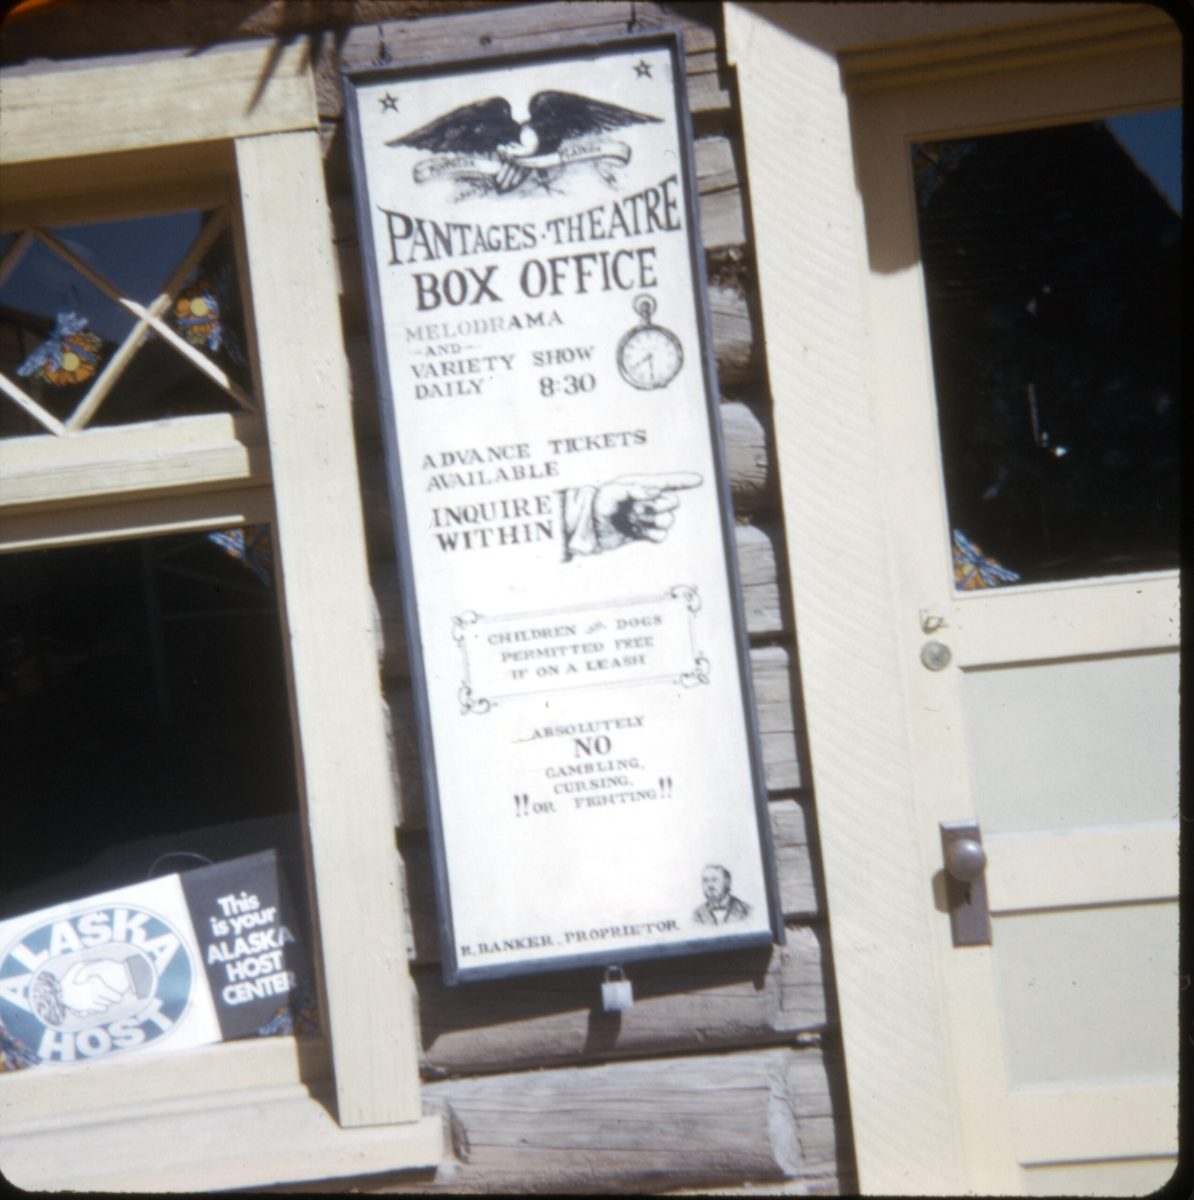 PANTAGES · THEATRE
BOX OFFICE
MELODRAMA
-AND-
VARIETY SHOW
DAILY 8:30
ADVANCE TICKETS
AVAILABLE
INQUIRE
WITHIN
CHILDREN DOGS
PERMITTED FREE
IF ON A LEASH
ABSOLUTELY
NO
GAMBLING,
CURSING,
!! OR FIGHTING !!
R. BANKER, PROPRIETOR
ALASKA
HOST
This
is your
ALASKA
HOST
CENTER